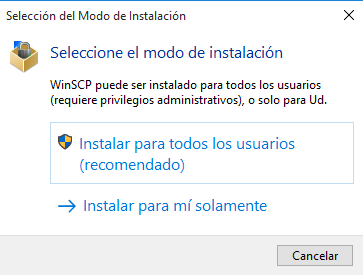 Selección del Modo de Instalación
Seleccione el modo de instalación
WinSCP puede ser instalado para todos los usuarios
(requiere privilegios administrativos), o solo para Ud.
Instalar para todos los usuarios
(recomendado)
Instalar para mí solamente
Cancelar